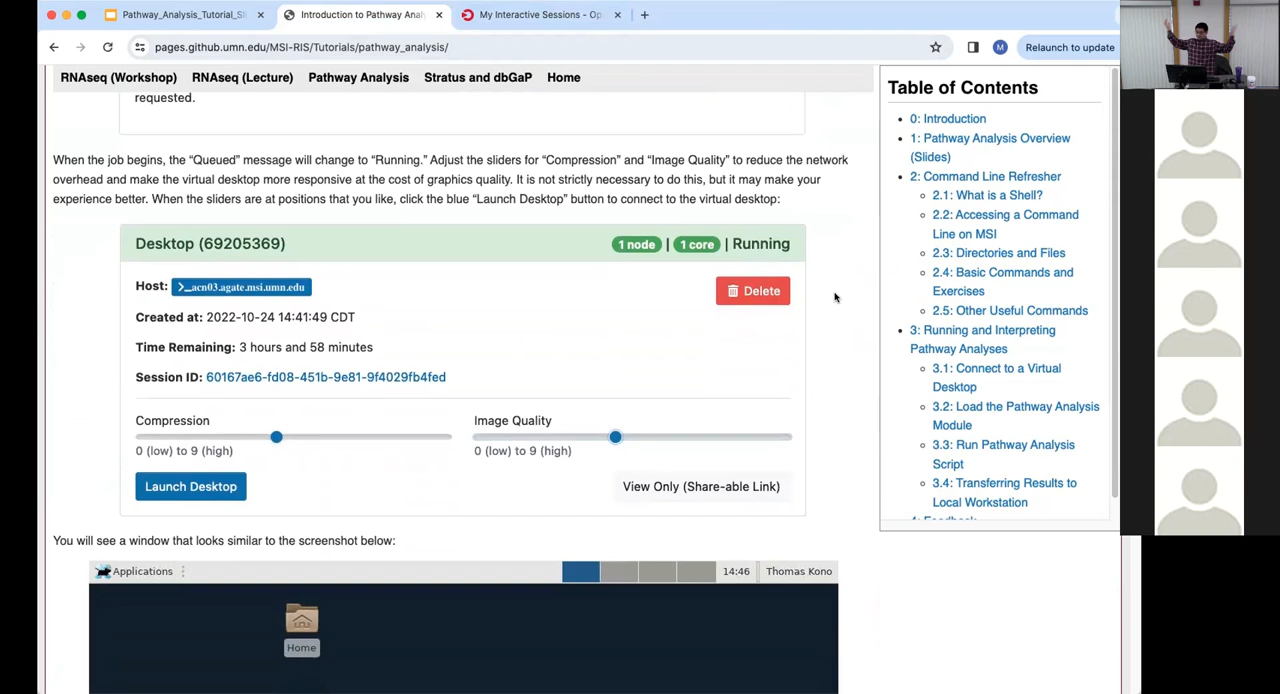 Pathway_Analysis_Tutorial_Sl
Introduction to Pathway Anal
My Interactive Sessions - Op
pages.github.umn.edu/MSI-RIS/Tutorials/pathway_analysis/
M
Relaunch to update
RNAseq (Workshop) RNAseq (Lecture) Pathway Analysis Stratus and dbGaP Home
requested.
When the job begins, the “Queued” message will change to “Running.” Adjust the sliders for “Compression” and “Image Quality” to reduce the network
overhead and make the virtual desktop more responsive at the cost of graphics quality. It is not strictly necessary to do this, but it may make your
experience better. When the sliders are at positions that you like, click the blue “Launch Desktop” button to connect to the virtual desktop:
Desktop (69205369)
1 node | 1 core | Running
Host: >_acn03.agate.msi.umn.edu
Delete
Created at: 2022-10-24 14:41:49 CDT
Time Remaining: 3 hours and 58 minutes
Session ID: 60167ae6-fd08-451b-9e81-9f4029fb4fed
Compression
0 (low) to 9 (high)
Image Quality
0 (low) to 9 (high)
Launch Desktop
View Only (Share-able Link)
You will see a window that looks similar to the screenshot below:
Applications
14:46
Thomas Kono
Home
Table of Contents
0: Introduction
1: Pathway Analysis Overview
(Slides)
2: Command Line Refresher
2.1: What is a Shell?
2.2: Accessing a Command
Line on MSI
2.3: Directories and Files
2.4: Basic Commands and
Exercises
2.5: Other Useful Commands
3: Running and Interpreting
Pathway Analyses
3.1: Connect to a Virtual
Desktop
3.2: Load the Pathway Analysis
Module
3.3: Run Pathway Analysis
Script
3.4: Transferring Results to
Local Workstation